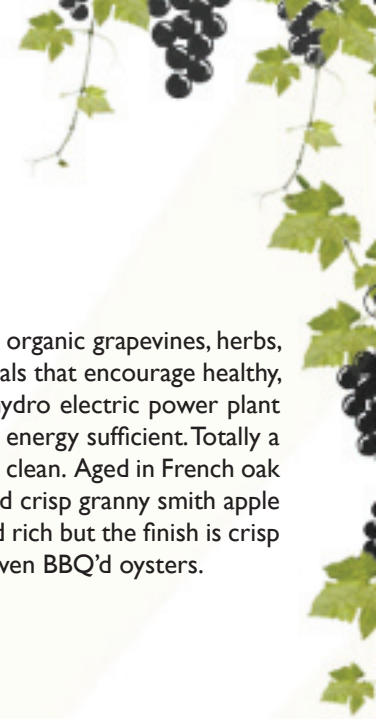 organic grapevines, herbs,
als that encourage healthy,
ydro electric power plant
energy sufficient. Totally a
clean. Aged in French oak
d crisp granny smith apple
d rich but the finish is crisp
ven BBQ’d oysters.